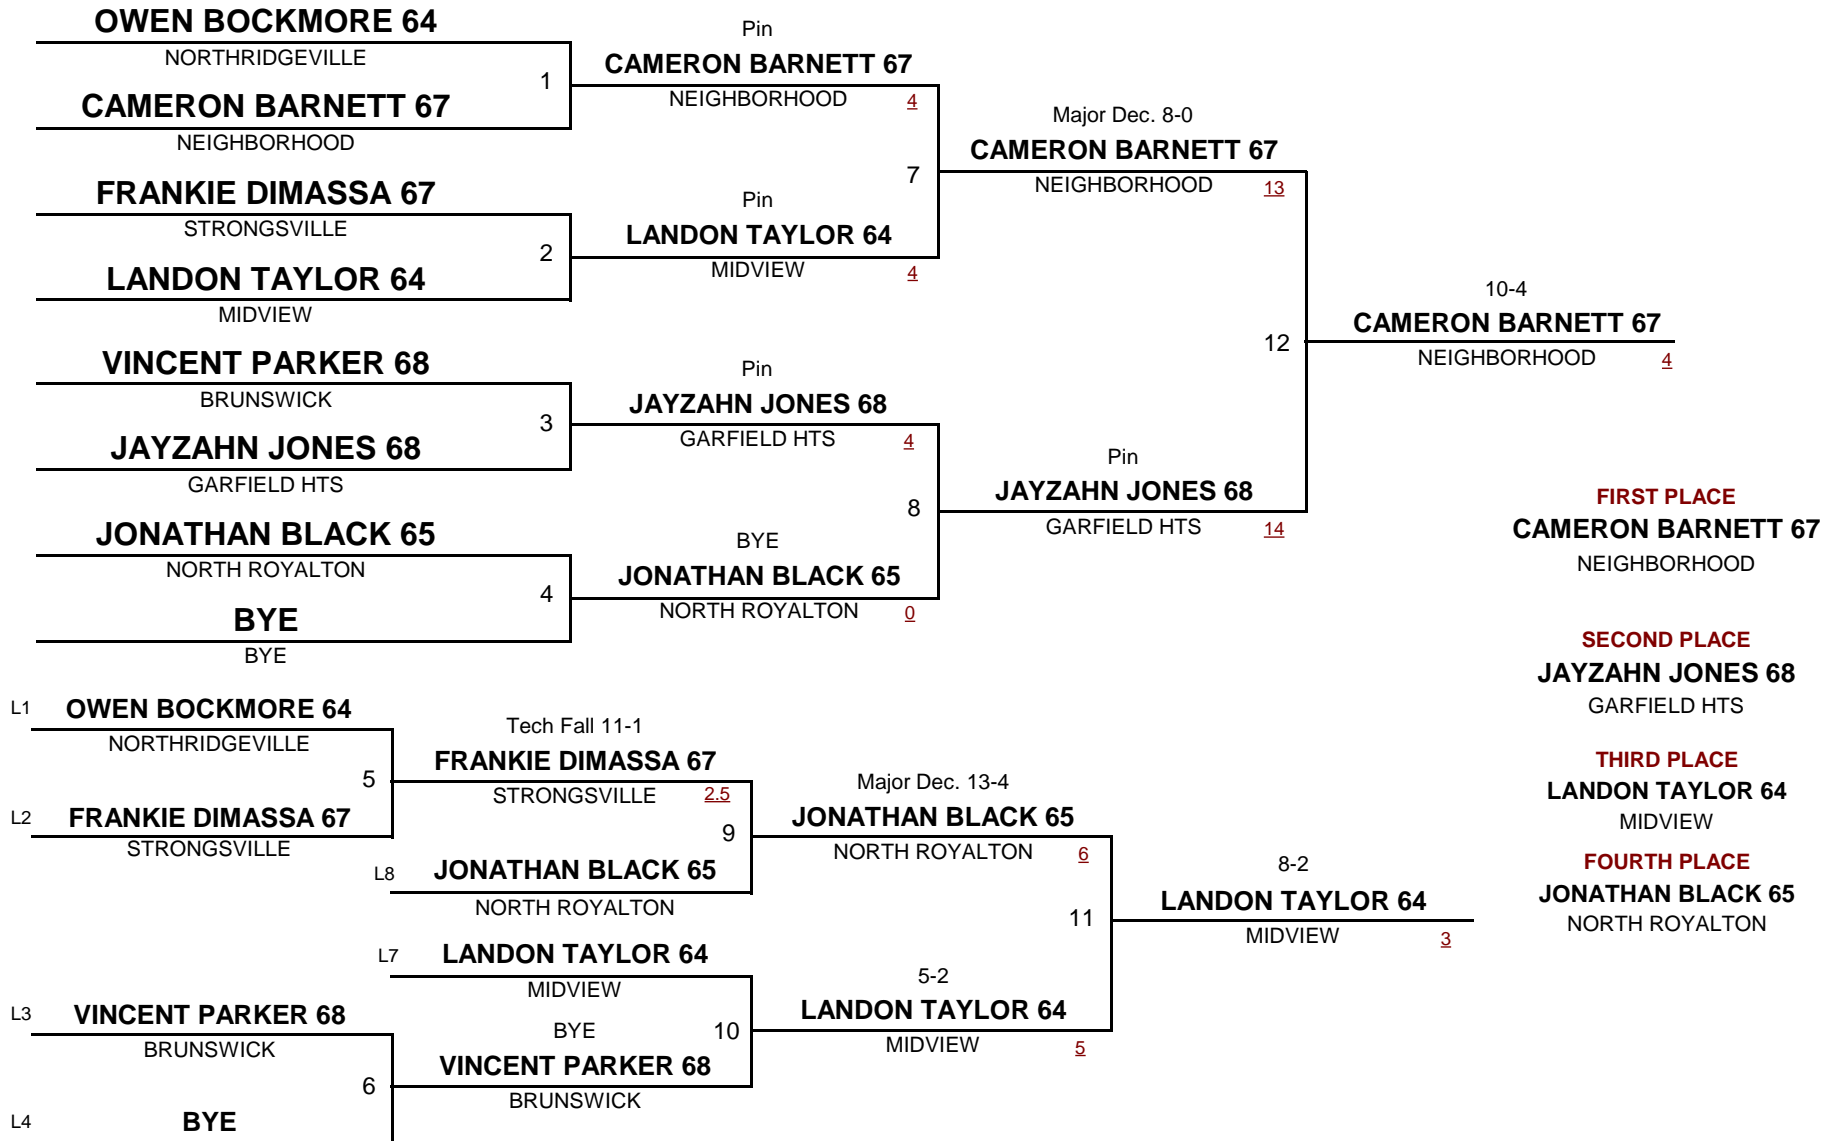 OWEN BOCKMORE 64
NORTHRIDGEVILLE
1
CAMERON BARNETT 67
NEIGHBORHOOD
FRANKIE DIMASSA 67
STRONGSVILLE
2
LANDON TAYLOR 64
MIDVIEW
VINCENT PARKER 68
BRUNSWICK
3
JAYZAHN JONES 68
GARFIELD HTS
JONATHAN BLACK 65
NORTH ROYALTON
4
BYE
BYE
Pin
CAMERON BARNETT 67
NEIGHBORHOOD 4
7
Pin
LANDON TAYLOR 64
MIDVIEW 4
Pin
JAYZAHN JONES 68
GARFIELD HTS 4
8
BYE
JONATHAN BLACK 65
NORTH ROYALTON 0
Major Dec. 8-0
CAMERON BARNETT 67
NEIGHBORHOOD 13
12
Pin
JAYZAHN JONES 68
GARFIELD HTS 14
10-4
CAMERON BARNETT 67
NEIGHBORHOOD 4
FIRST PLACE
CAMERON BARNETT 67
NEIGHBORHOOD
SECOND PLACE
JAYZAHN JONES 68
GARFIELD HTS
THIRD PLACE
LANDON TAYLOR 64
MIDVIEW
FOURTH PLACE
JONATHAN BLACK 65
NORTH ROYALTON
L1 OWEN BOCKMORE 64
NORTHRIDGEVILLE
5
L2 FRANKIE DIMASSA 67
STRONGSVILLE
L3 VINCENT PARKER 68
BRUNSWICK
6
L4 BYE
Tech Fall 11-1
FRANKIE DIMASSA 67
STRONGSVILLE 2.5
9
L8 JONATHAN BLACK 65
NORTH ROYALTON
L7 LANDON TAYLOR 64
MIDVIEW
BYE 10
VINCENT PARKER 68
BRUNSWICK
Major Dec. 13-4
JONATHAN BLACK 65
NORTH ROYALTON 6
11
5-2
LANDON TAYLOR 64
MIDVIEW 5
8-2
LANDON TAYLOR 64
MIDVIEW 3